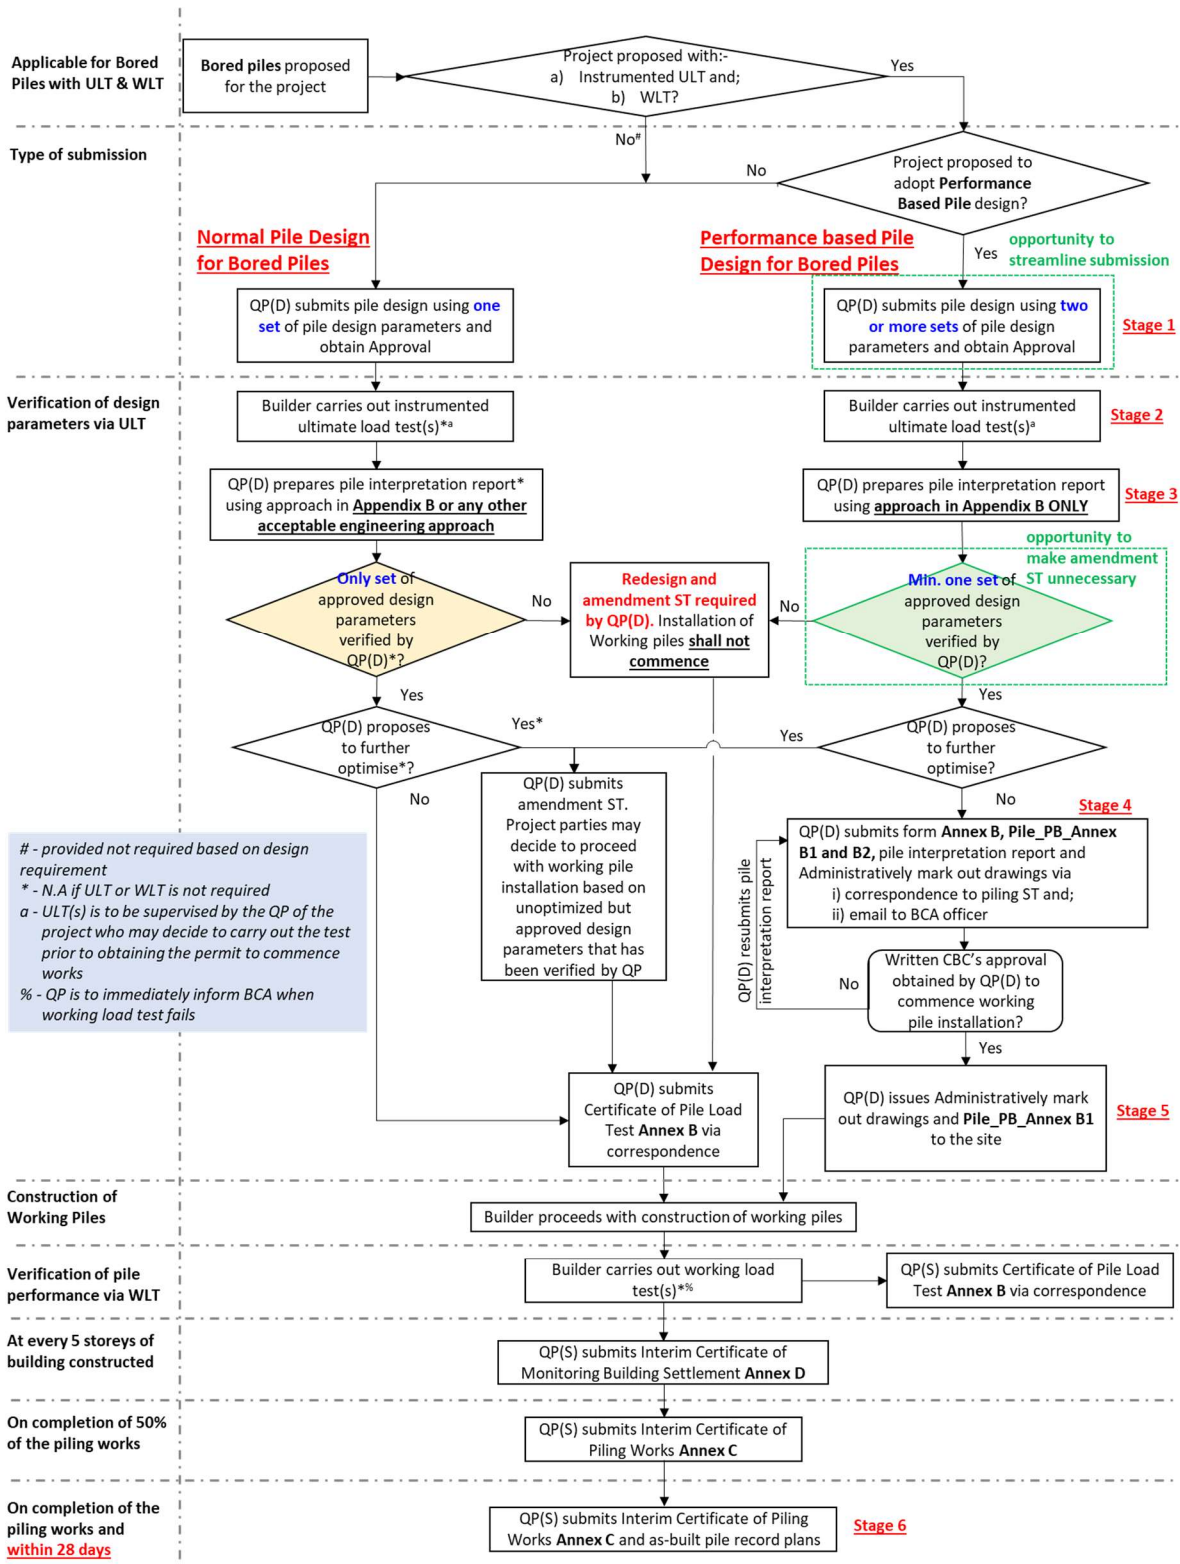 Applicable for Bored
Piles with ULT & WLT
Bored piles proposed
for the project
Project proposed with:-
a) Instrumented ULT and;
b) WLT?
Yes
No#
Type of submission
Project proposed to
adopt Performance
Based Pile design?
No
Yes
Normal Pile Design
for Bored Piles
Performance based Pile
Design for Bored Piles
opportunity to
streamline submission
QP(D) submits pile design using one
set of pile design parameters and
obtain Approval
QP(D) submits pile design using two
or more sets of pile design
parameters and obtain Approval
Stage 1
Verification of design
parameters via ULT
Builder carries out instrumented
ultimate load test(s)*a
Builder carries out instrumented
ultimate load test(s)a
Stage 2
QP(D) prepares pile interpretation report*
using approach in Appendix B or any other
acceptable engineering approach
QP(D) prepares pile interpretation report
using approach in Appendix B ONLY
Stage 3
opportunity to
make amendment
ST unnecessary
Only set of
approved design
parameters
verified by
QP(D)*?
No
Yes
Redesign and
amendment ST required
by QP(D). Installation of
Working piles shall not
commence
Min. one set of
approved design
parameters
verified by
QP(D)?
No
Yes
QP(D) proposes
to further
optimise*?
Yes*
No
QP(D) proposes
to further
optimise?
Yes
No
QP(D) submits
amendment ST.
Project parties may
decide to proceed
with working pile
installation based on
unoptimized but
approved design
parameters that has
been verified by QP
Stage 4
QP(D) submits form Annex B, Pile_PB_Annex
B1 and B2, pile interpretation report and
Administratively mark out drawings via
i) correspondence to piling ST and;
ii) email to BCA officer
QP(D) resubmits pile
interpretation report
# - provided not required based on design
requirement
* - N.A if ULT or WLT is not required
a - ULT(s) is to be supervised by the QP of the
project who may decide to carry out the test
prior to obtaining the permit to commence
works
% - QP is to immediately inform BCA when
working load test fails
Written CBC's approval
obtained by QP(D) to
commence working
pile installation?
No
Yes
QP(D) submits
Certificate of Pile Load
Test Annex B via
correspondence
QP(D) issues Administratively mark
out drawings and Pile_PB_Annex B1
to the site
Stage 5
Construction of
Working Piles
Builder proceeds with construction of working piles
Verification of pile
performance via WLT
Builder carries out working load
test(s)*%
QP(S) submits Certificate of Pile Load
Test Annex B via correspondence
At every 5 storeys of
building constructed
QP(S) submits Interim Certificate of
Monitoring Building Settlement Annex D
On completion of 50%
of the piling works
QP(S) submits Interim Certificate of
Piling Works Annex C
On completion of the
piling works and
within 28 days
QP(S) submits Interim Certificate of Piling
Works Annex C and as-built pile record plans
Stage 6